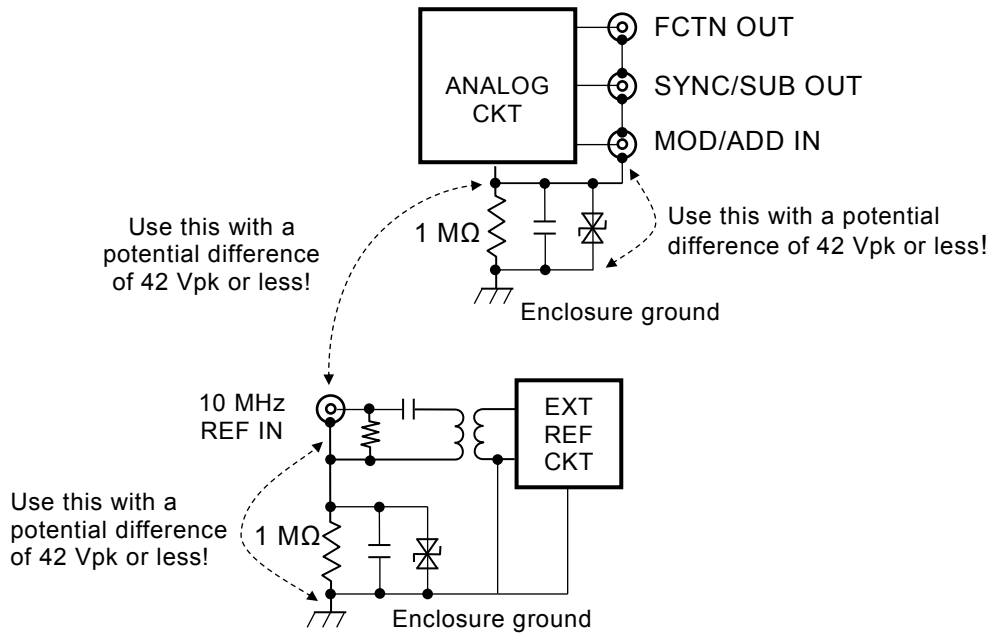 ANALOG
CKT
FCTN OUT
SYNC/SUB OUT
MOD/ADD IN
Use this with a
potential difference
of 42 Vpk or less!
1 MΩ
Use this with a potential
difference of 42 Vpk or less!
Enclosure ground
10 MHz
REF IN
EXT
REF
CKT
Use this with a
potential difference
of 42 Vpk or less!
1 MΩ
Enclosure ground